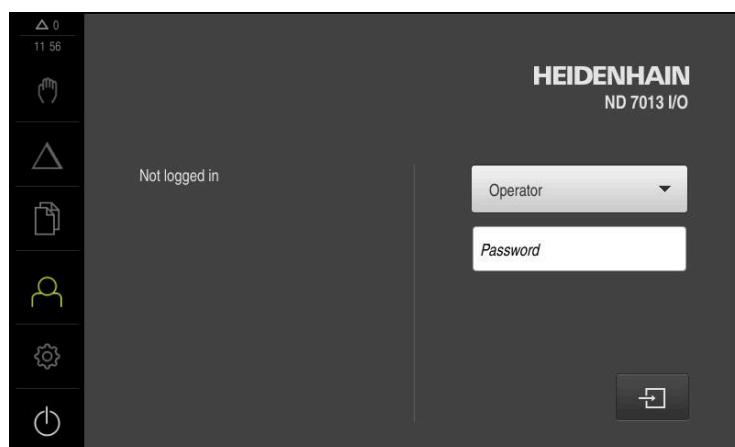 0
11 56
HEIDENHAIN
ND 7013 I/O
Not logged in
Operator
Password